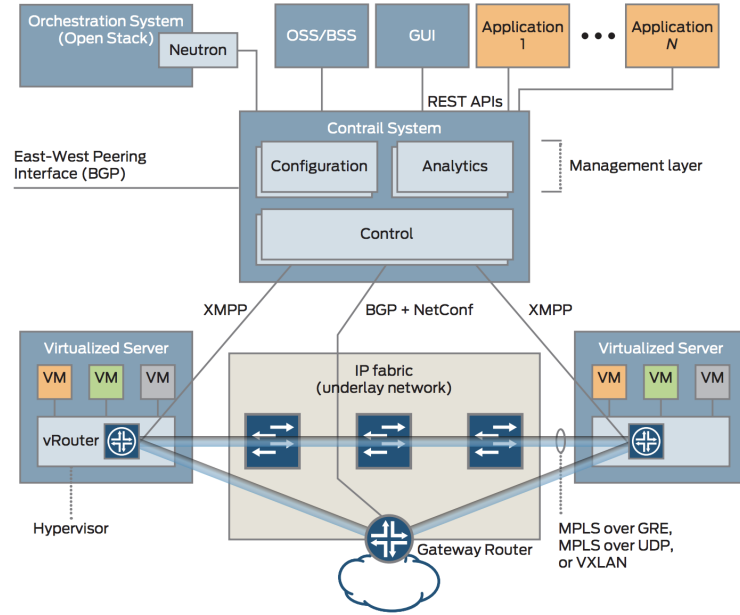 Orchestration System
(Open Stack)
Neutron
OSS/BSS
GUI
Application
1
Application
N
REST APIs
Contrail System
East-West Peering
Interface (BGP)
Configuration
Analytics
Management layer
Control
XMPP
BGP + NetConf
XMPP
Virtualized Server
VM
VM
VM
vRouter
IP fabric
(underlay network)
Virtualized Server
VM
VM
VM
Hypervisor
Gateway Router
MPLS over GRE,
MPLS over UDP,
or VXLAN